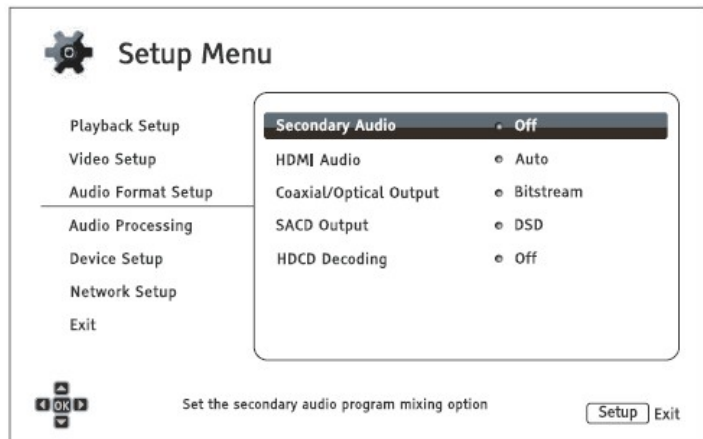 Setup Menu
Playback Setup
Video Setup
Audio Format Setup
Audio Processing
Device Setup
Network Setup
Exit
Secondary Audio Off
HDMI Audio Auto
Coaxial/Optical Output Bitstream
SACD Output DSD
HDCD Decoding Off
OK
Set the secondary audio program mixing option
Setup Exit